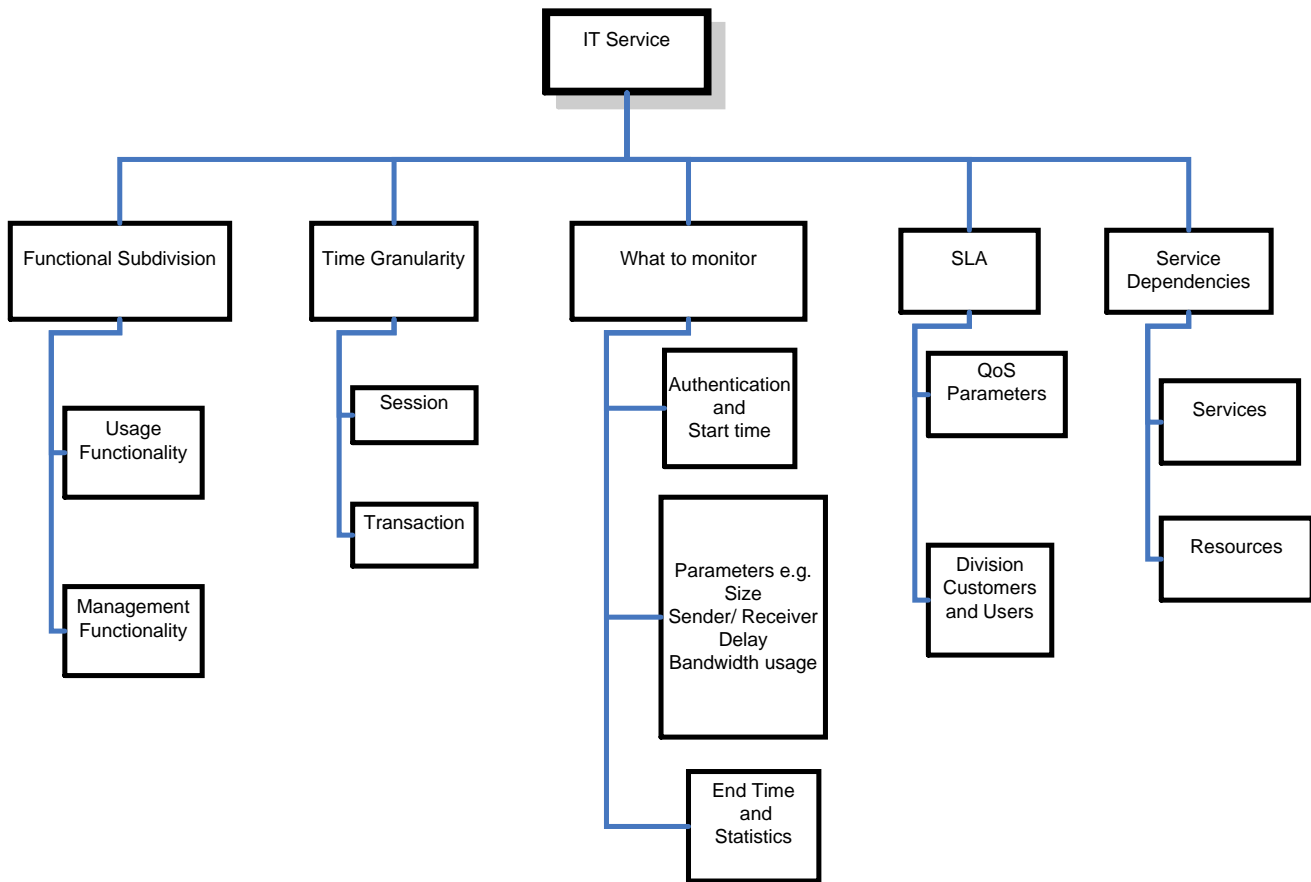 IT Service
Functional Subdivision
Time Granularity
What to monitor
SLA
Service
Dependencies
Usage
Functionality
Management
Functionality
Session
Transaction
Authentication
and
Start time
Parameters e.g.
Size
Sender/ Receiver
Delay
Bandwidth usage
End Time
and
Statistics
QoS
Parameters
Division
Customers
and Users
Services
Resources